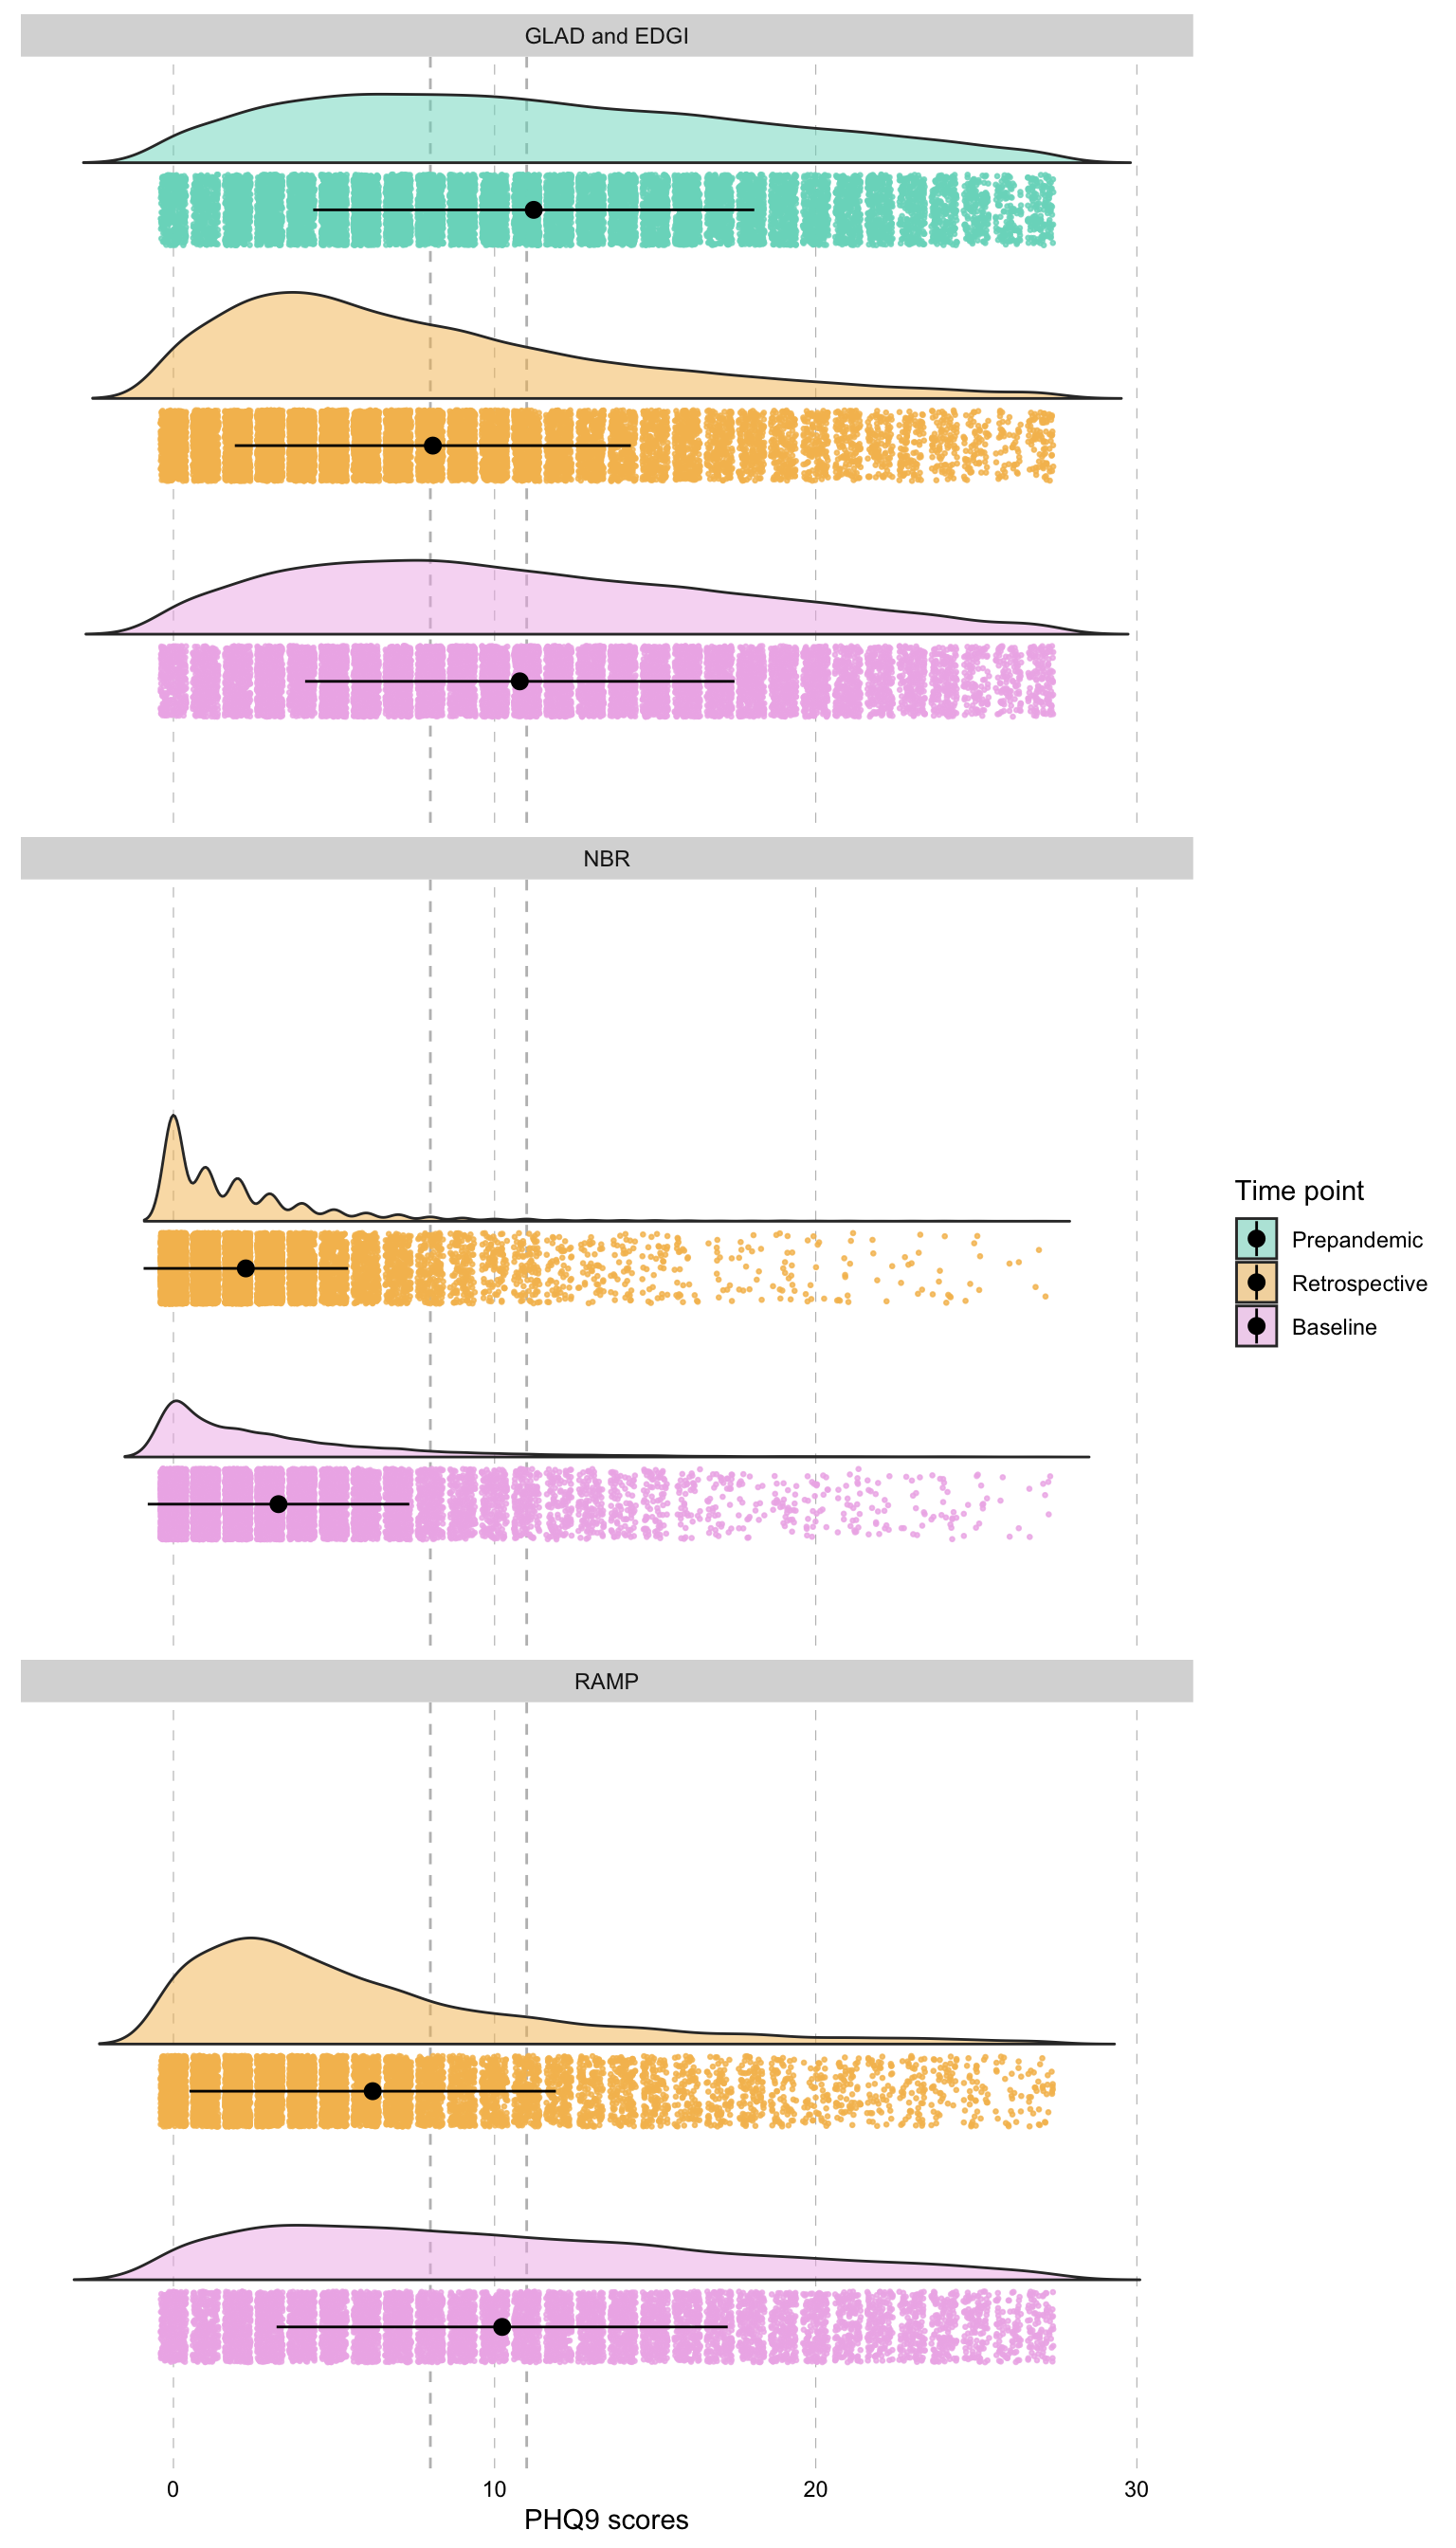 GLAD and EDGI
NBR
RAMP
Time point
Prepandemic
Retrospective
Baseline
0 10 20 30
PHQ9 scores